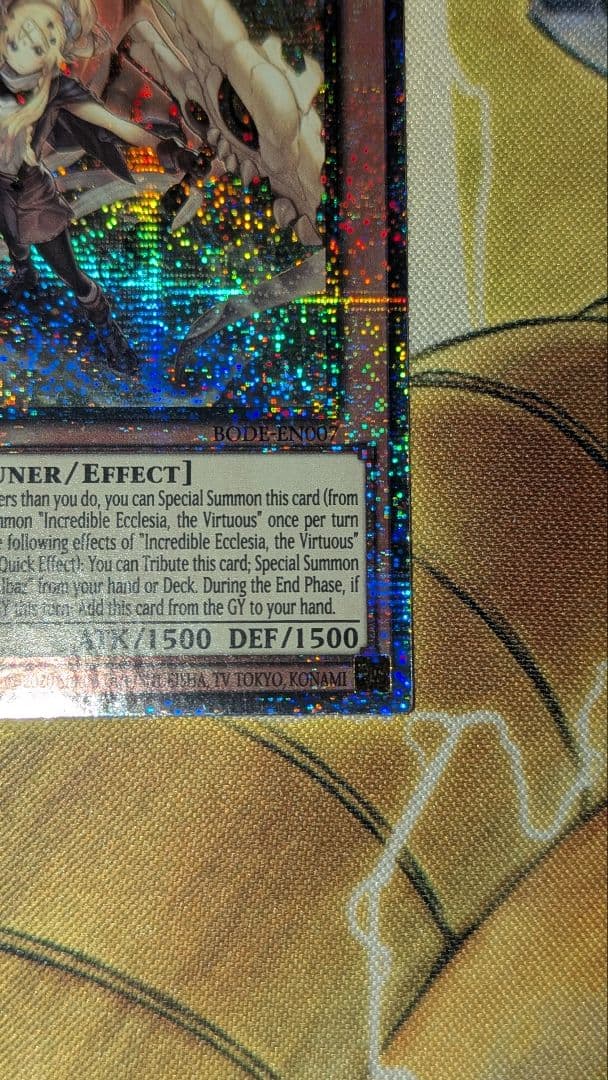 BODE-EN007
UNER/EFFECT]
ers than you do, you can Special Summon this card (from
mmon "Incredible Ecclesia, the Virtuous" once per turn
e following effects of "Incredible Ecclesia, the Virtuous"
Quick Effect): You can Tribute this card; Special Summon
lbaz" from your hand or Deck. During the End Phase, if
Y this turn: Add this card from the GY to your hand.
ATK/1500 DEF/1500
TV TOKYO, KONAMI